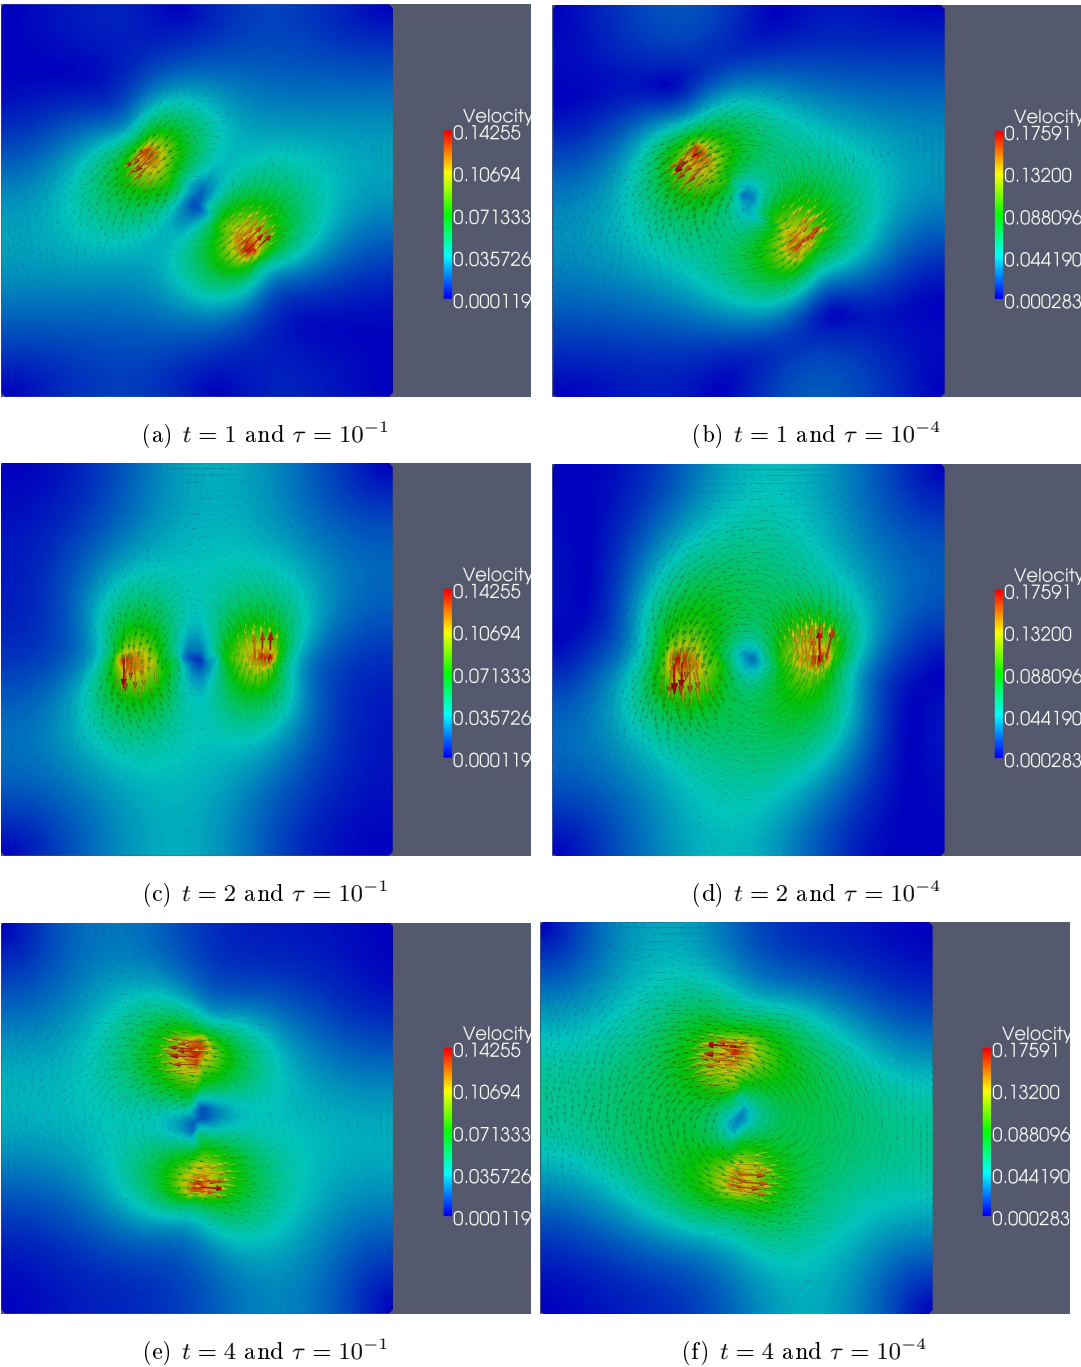 Velocity
0.14255
0.10694
0.071333
0.035726
0.000119
Velocity
0.17591
0.13200
0.088096
0.044190
0.000283
(a) t = 1 and τ = 10⁻¹
(b) t = 1 and τ = 10⁻⁴
Velocity
0.14255
0.10694
0.071333
0.035726
0.000119
Velocity
0.17591
0.13200
0.088096
0.044190
0.000283
(c) t = 2 and τ = 10⁻¹
(d) t = 2 and τ = 10⁻⁴
Velocity
0.14255
0.10694
0.071333
0.035726
0.000119
Velocity
0.17591
0.13200
0.088096
0.044190
0.000283
(e) t = 4 and τ = 10⁻¹
(f) t = 4 and τ = 10⁻⁴